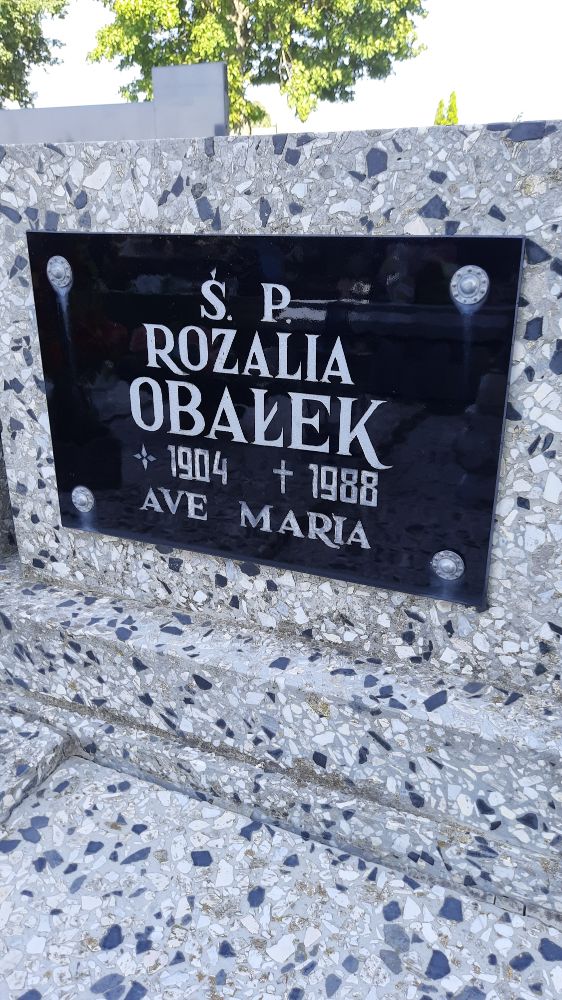 Ś. P.
ROZALIA
OBAŁEK
1904 1988
AVE MARIA